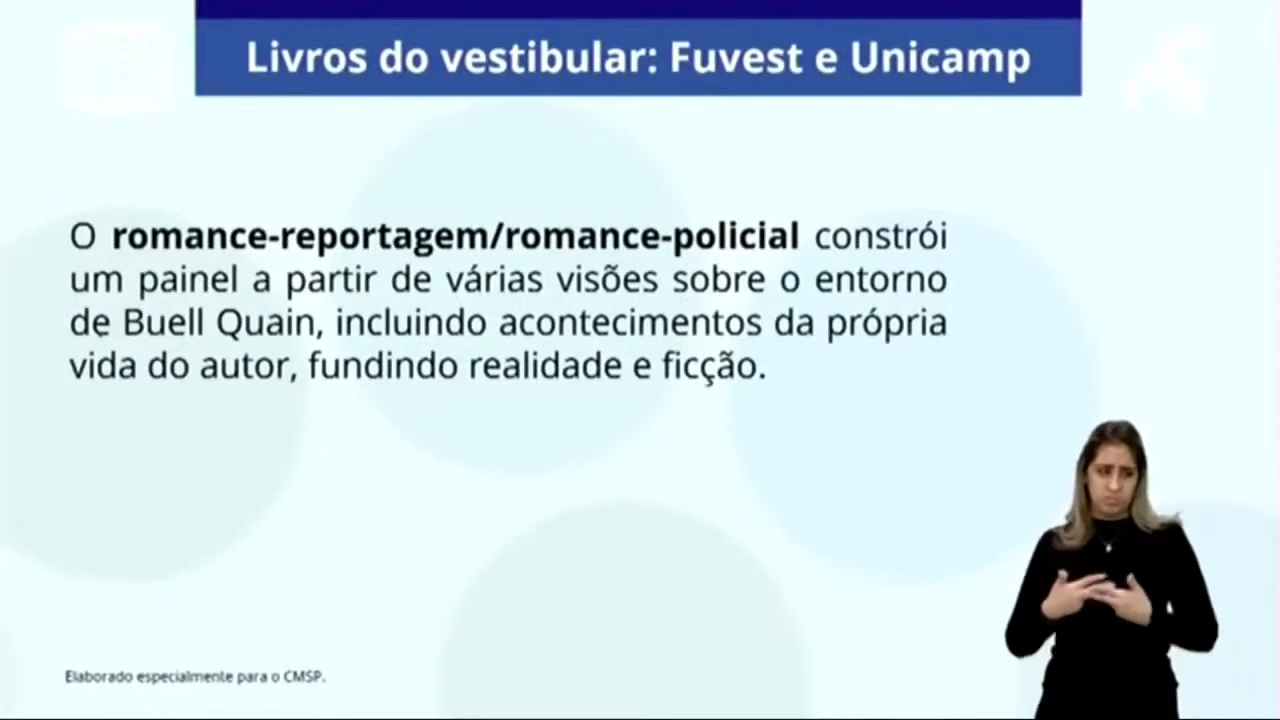 Livros do vestibular: Fuvest e Unicamp
O romance-reportagem/romance-policial constrói
um painel a partir de várias visões sobre o entorno
de Buell Quain, incluindo acontecimentos da própria
vida do autor, fundindo realidade e ficção.
Elaborado especialmente para o CMSP.